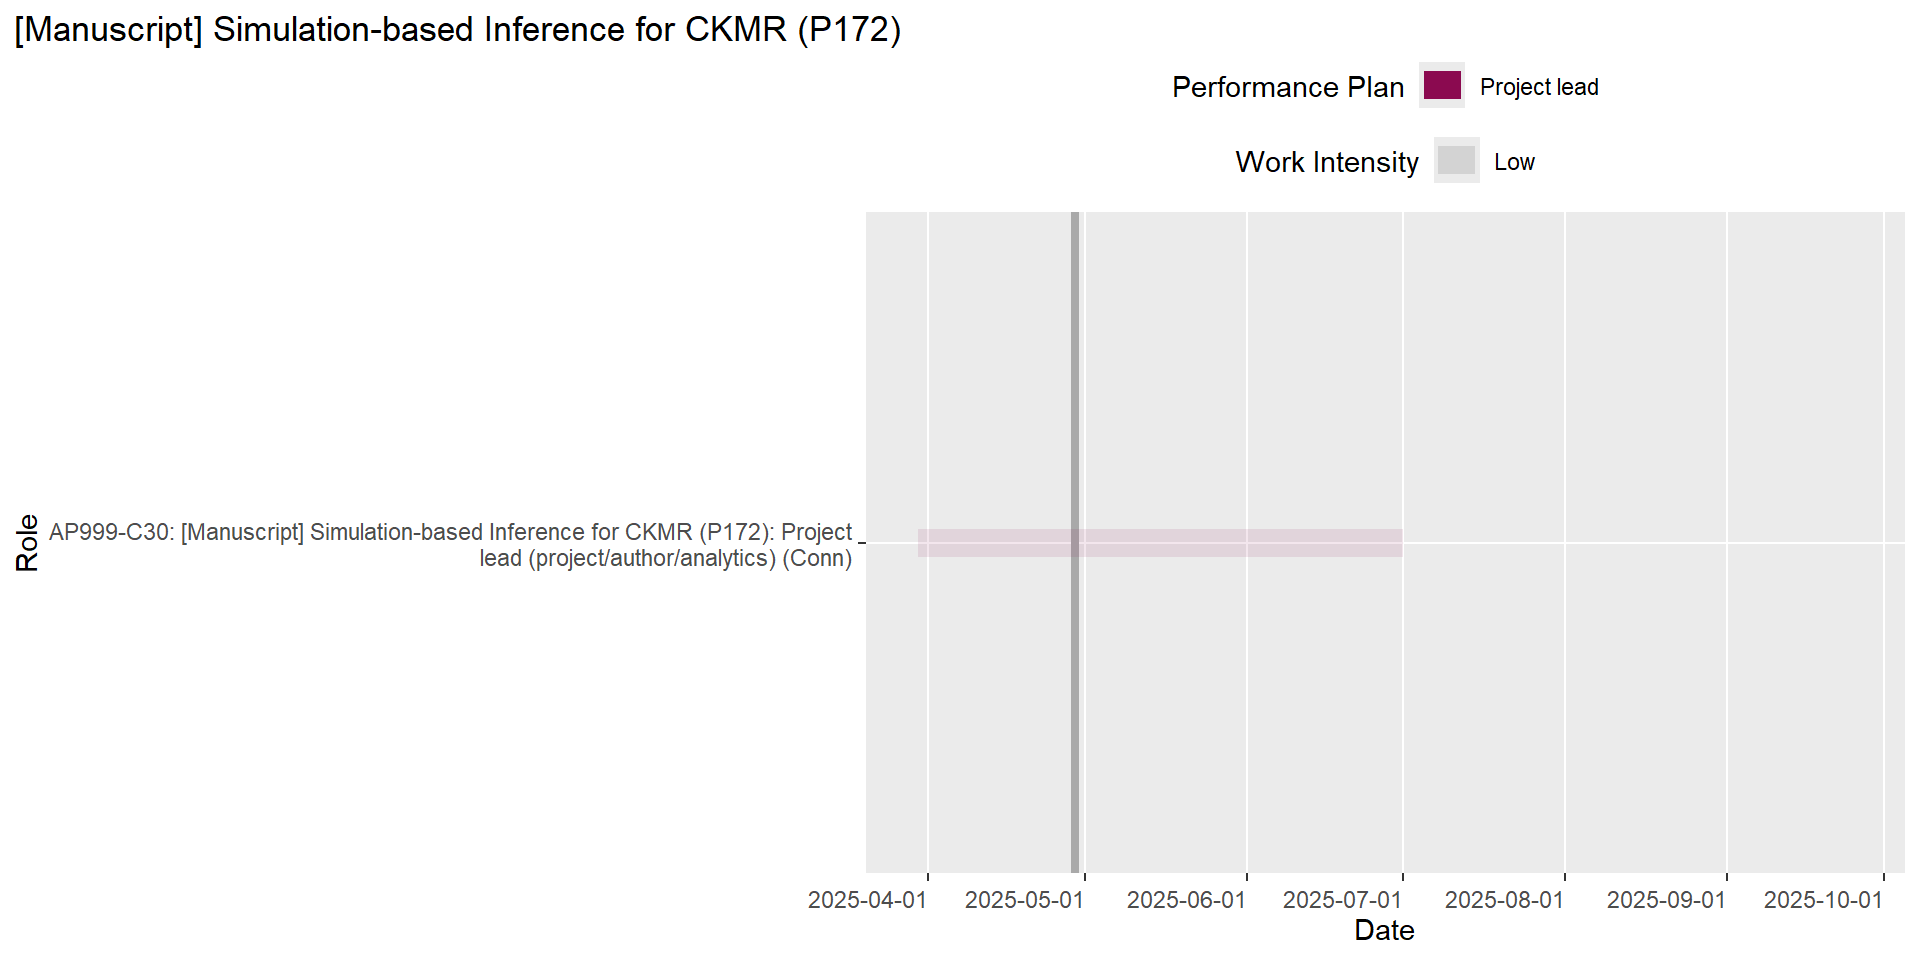 [Manuscript] Simulation-based Inference for CKMR (P172)
Performance Plan Project lead
Work Intensity Low
Role
AP999-C30: [Manuscript] Simulation-based Inference for CKMR (P172): Project
lead (project/author/analytics) (Conn)
2025-04-01 2025-05-01 2025-06-01 2025-07-01 2025-08-01 2025-09-01 2025-10-01
Date